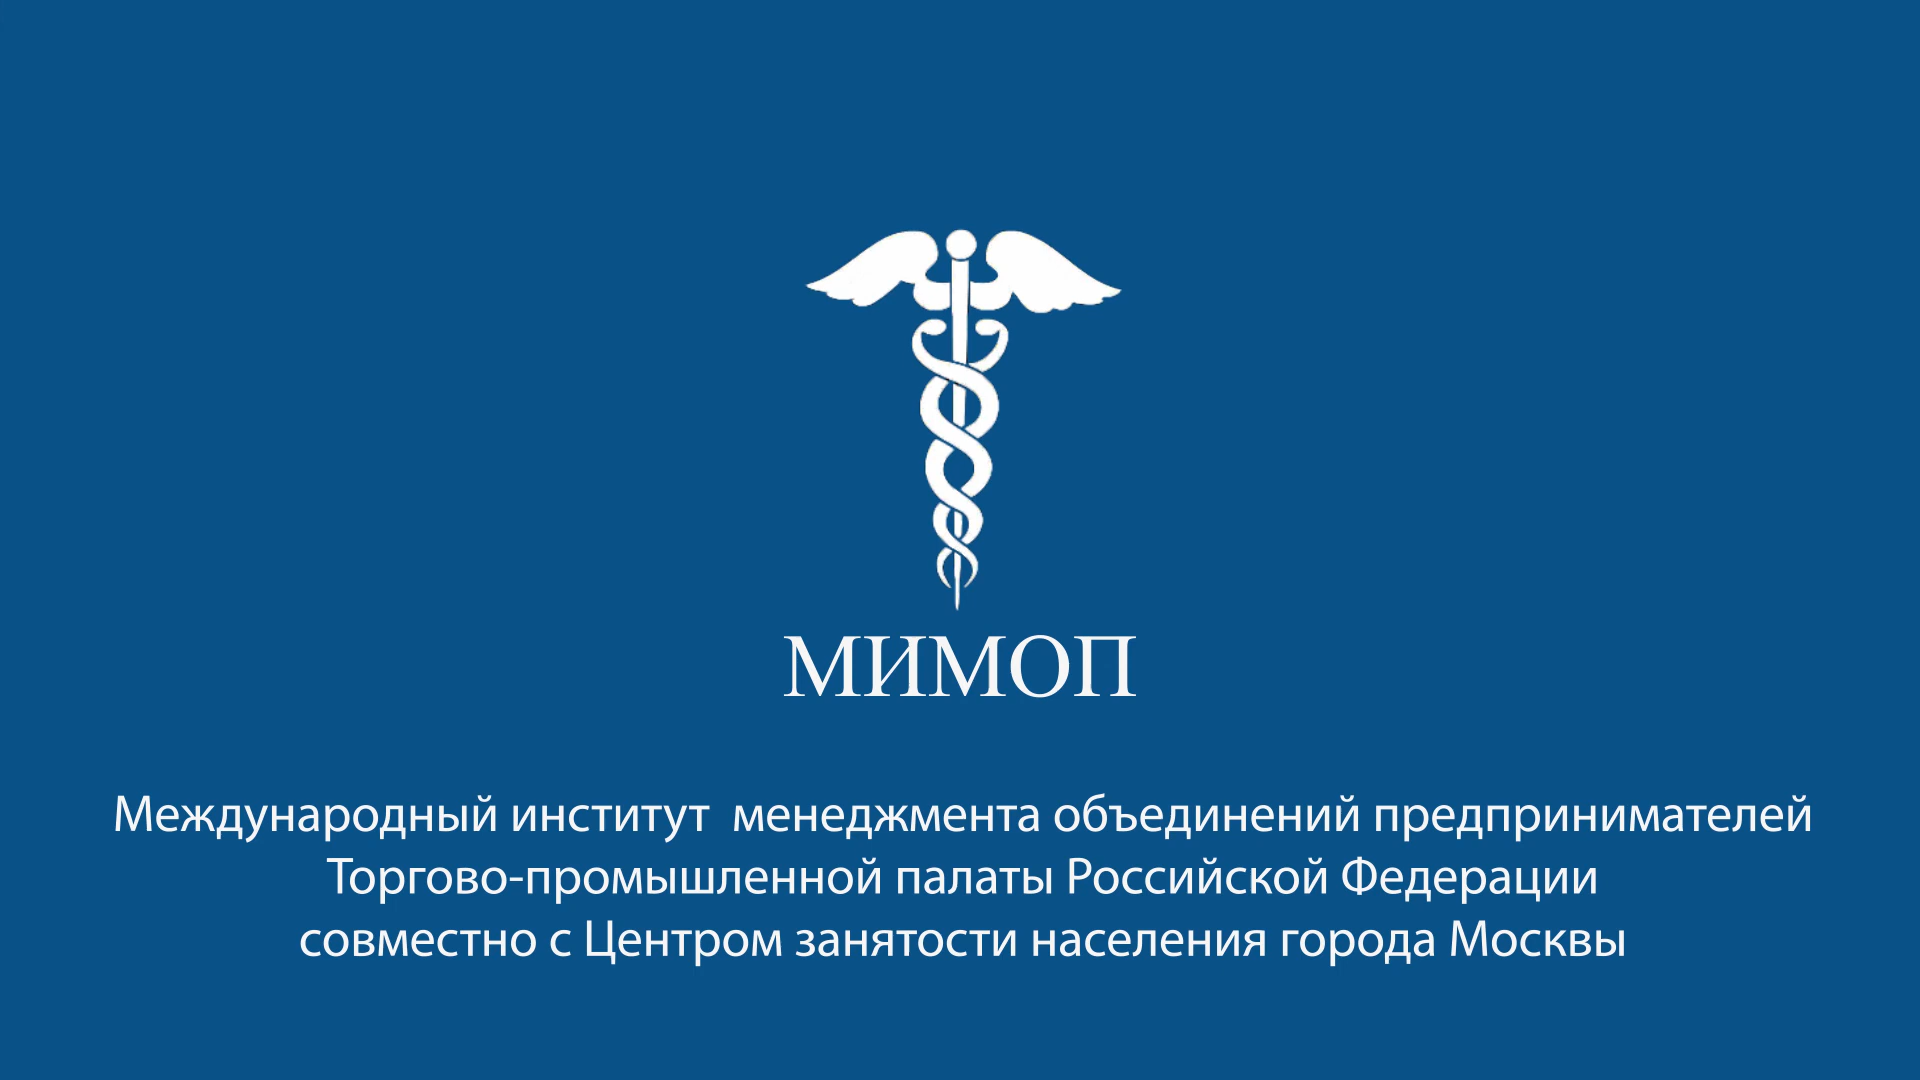 МИМОП
Международный институт  менеджмента объединений предпринимателей
Торгово-промышленной палаты Российской Федерации
совместно с Центром занятости населения города Москвы